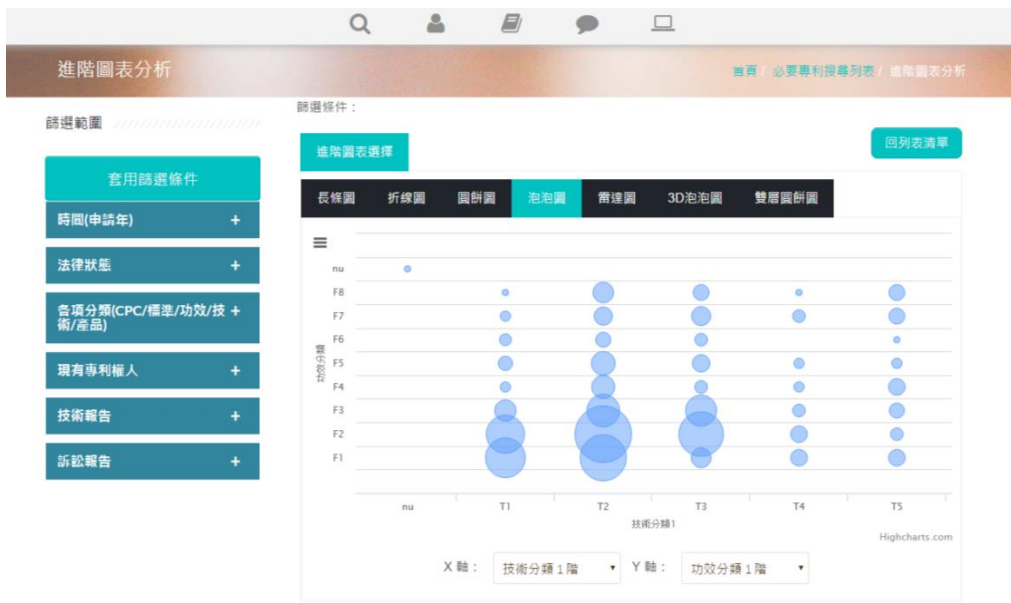 進階圖表分析
首頁 / 必要專利搜尋列表 / 進階圖表分析
篩選範圍
套用篩選條件
時間(申請年) +
法律狀態 +
各項分類(CPC/標準/功效/技 +
術/產品)
現有專利權人 +
技術報告 +
訴訟報告 +
篩選條件：
進階圖表選擇
回列表清單
長條圖 折線圖 圓餅圖 泡泡圖 雷達圖 3D泡泡圖 雙層圓餅圖
功效分類
nu
F8
F7
F6
F5
F4
F3
F2
F1
nu T1 T2 T3 T4 T5
技術分類1
Highcharts.com
X 軸： 技術分類 1 階 Y 軸： 功效分類 1 階